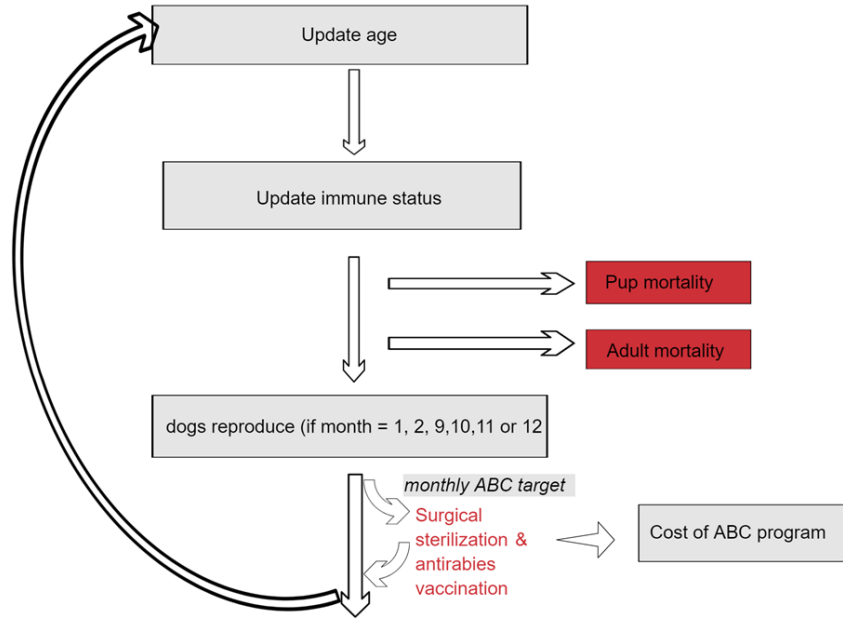 Update age
Update immune status
Pup mortality
Adult mortality
dogs reproduce (if month = 1, 2, 9,10,11 or 12
monthly ABC target
Surgical
sterilization &
antirabies
vaccination
Cost of ABC program